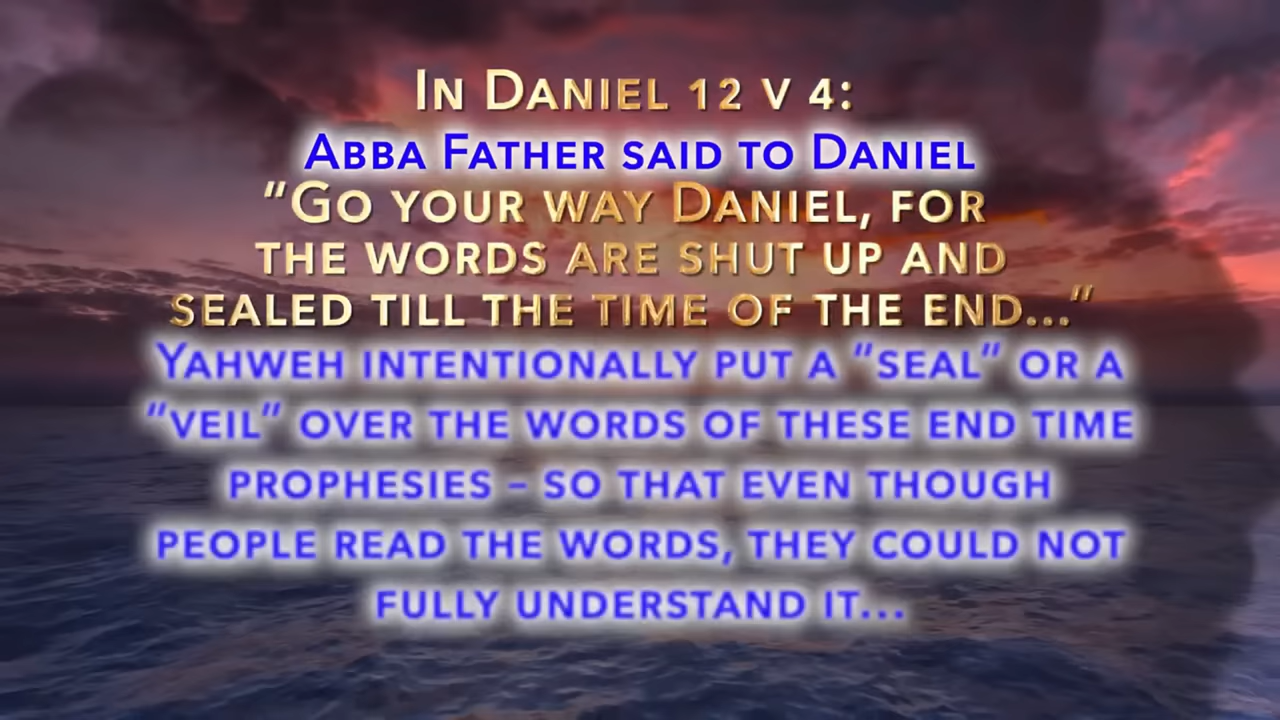 In Daniel 12 v 4:
Abba Father said to Daniel
"Go your way Daniel, for
the words are shut up and
sealed till the time of the end..."
Yahweh intentionally put a "seal" or a
"veil" over the words of these end time
prophesies – so that even though
people read the words, they could not
fully understand it...